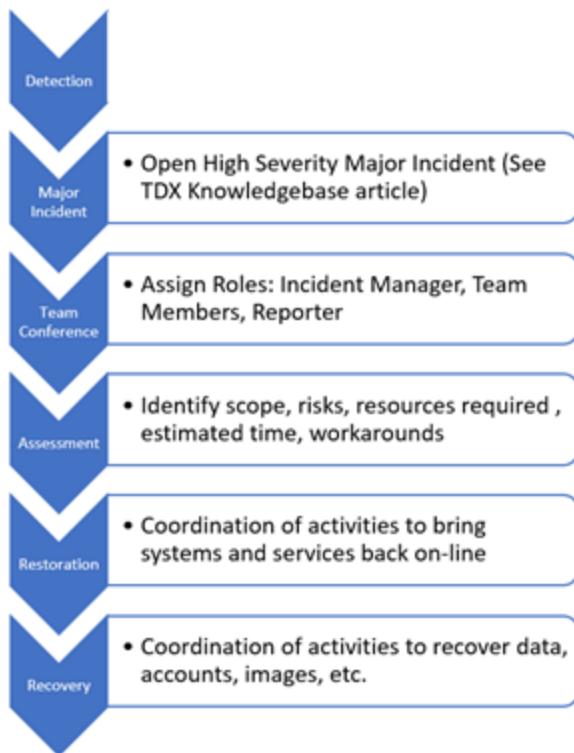 Detection
Major
Incident
• Open High Severity Major Incident (See
TDX Knowledgebase article)
Team
Conference
• Assign Roles: Incident Manager, Team
Members, Reporter
Assessment
• Identify scope, risks, resources required ,
estimated time, workarounds
Restoration
• Coordination of activities to bring
systems and services back on-line
Recovery
• Coordination of activities to recover data,
accounts, images, etc.